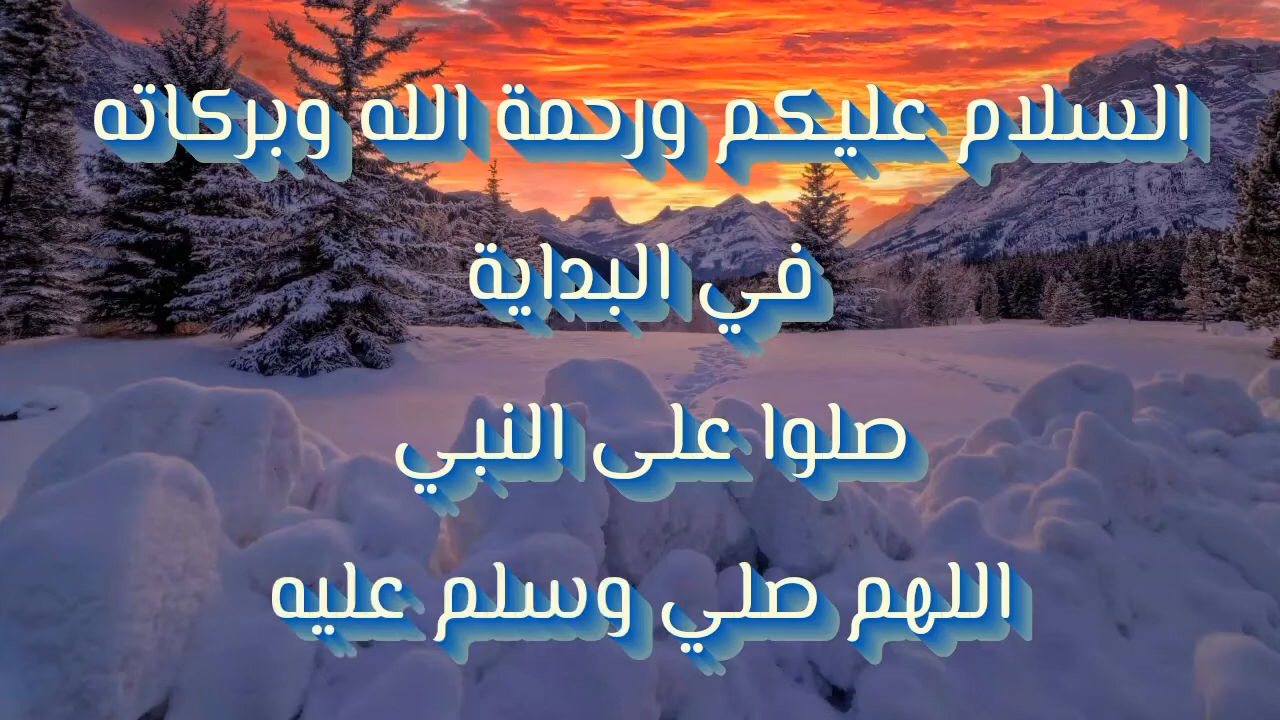 السلام عليكم ورحمة الله وبركاته
في البداية
صلوا على النبي
اللهم صلي وسلم عليه